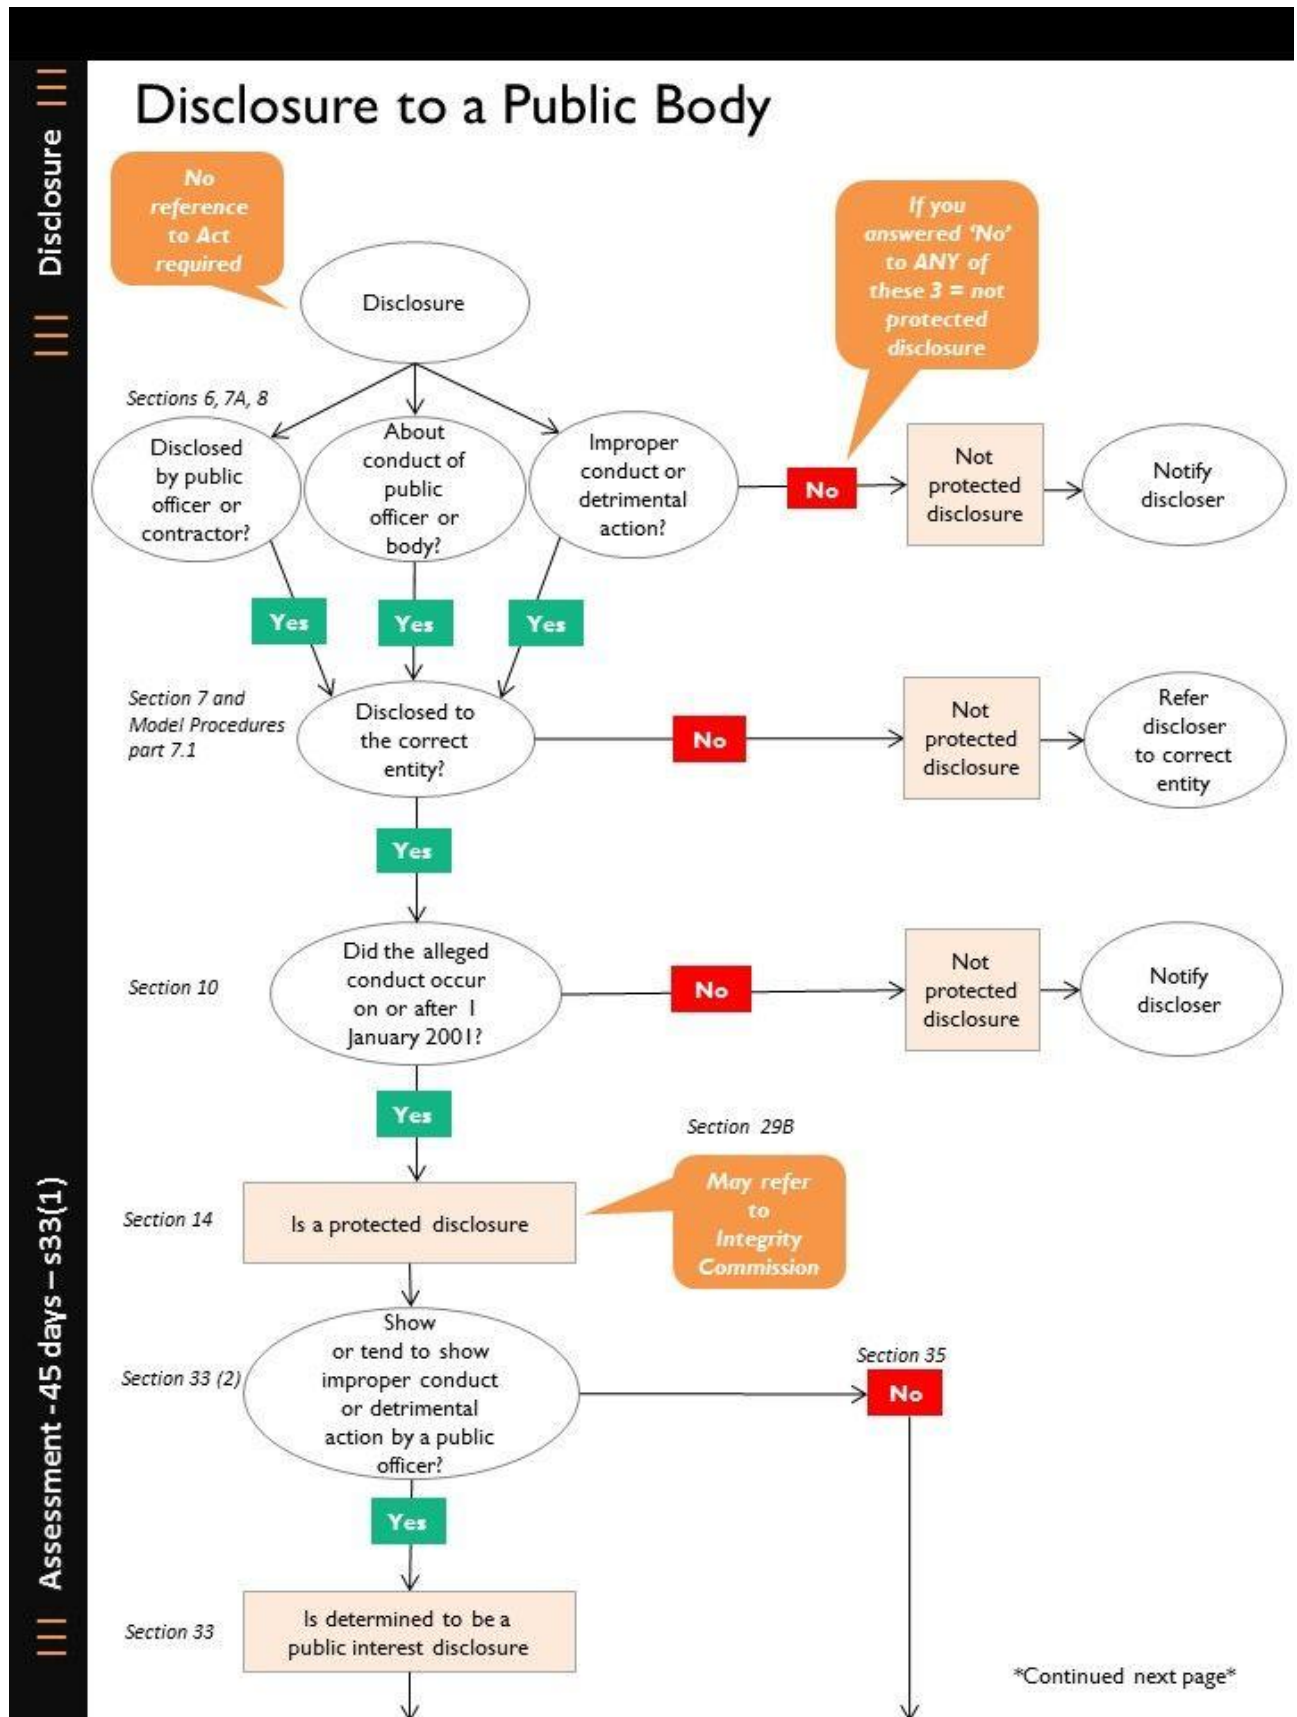 Disclosure to a Public Body
Disclosure
Assessment -45 days – s33(1)
No
reference
to Act
required
Disclosure
If you
answered ‘No’
to ANY of
these 3 = not
protected
disclosure
Sections 6, 7A, 8
Disclosed
by public
officer or
contractor?
About
conduct of
public
officer or
body?
Improper
conduct or
detrimental
action?
No
Not
protected
disclosure
Notify
discloser
Yes
Yes
Yes
Section 7 and
Model Procedures
part 7.1
Disclosed to
the correct
entity?
No
Not
protected
disclosure
Refer
discloser
to correct
entity
Yes
Section 10
Did the alleged
conduct occur
on or after 1
January 2001?
No
Not
protected
disclosure
Notify
discloser
Yes
Section 29B
May refer
to
Integrity
Commission
Section 14
Is a protected disclosure
Section 33 (2)
Show
or tend to show
improper conduct
or detrimental
action by a public
officer?
Section 35
No
Yes
Section 33
Is determined to be a
public interest disclosure
*Continued next page*